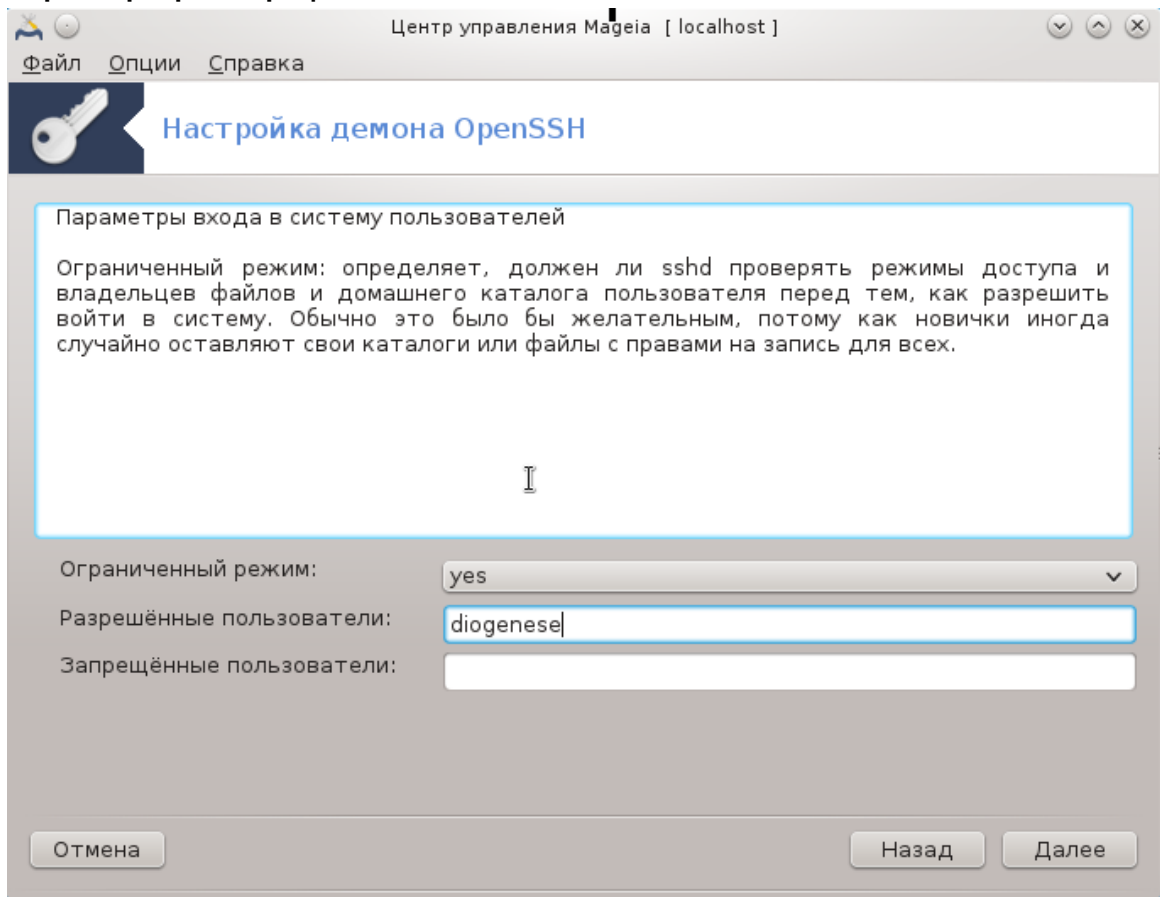 Центр управления Mageia [ localhost ]
Файл Опции Справка
Настройка демона OpenSSH
Параметры входа в систему пользователей
Ограниченный режим: определяет, должен ли sshd проверять режимы доступа и
владельцев файлов и домашнего каталога пользователя перед тем, как разрешить
войти в систему. Обычно это было бы желательным, потому как новички иногда
случайно оставляют свои каталоги или файлы с правами на запись для всех.
Ограниченный режим:
yes
Разрешённые пользователи:
diogenese
Запрещённые пользователи:
Отмена
Назад
Далее